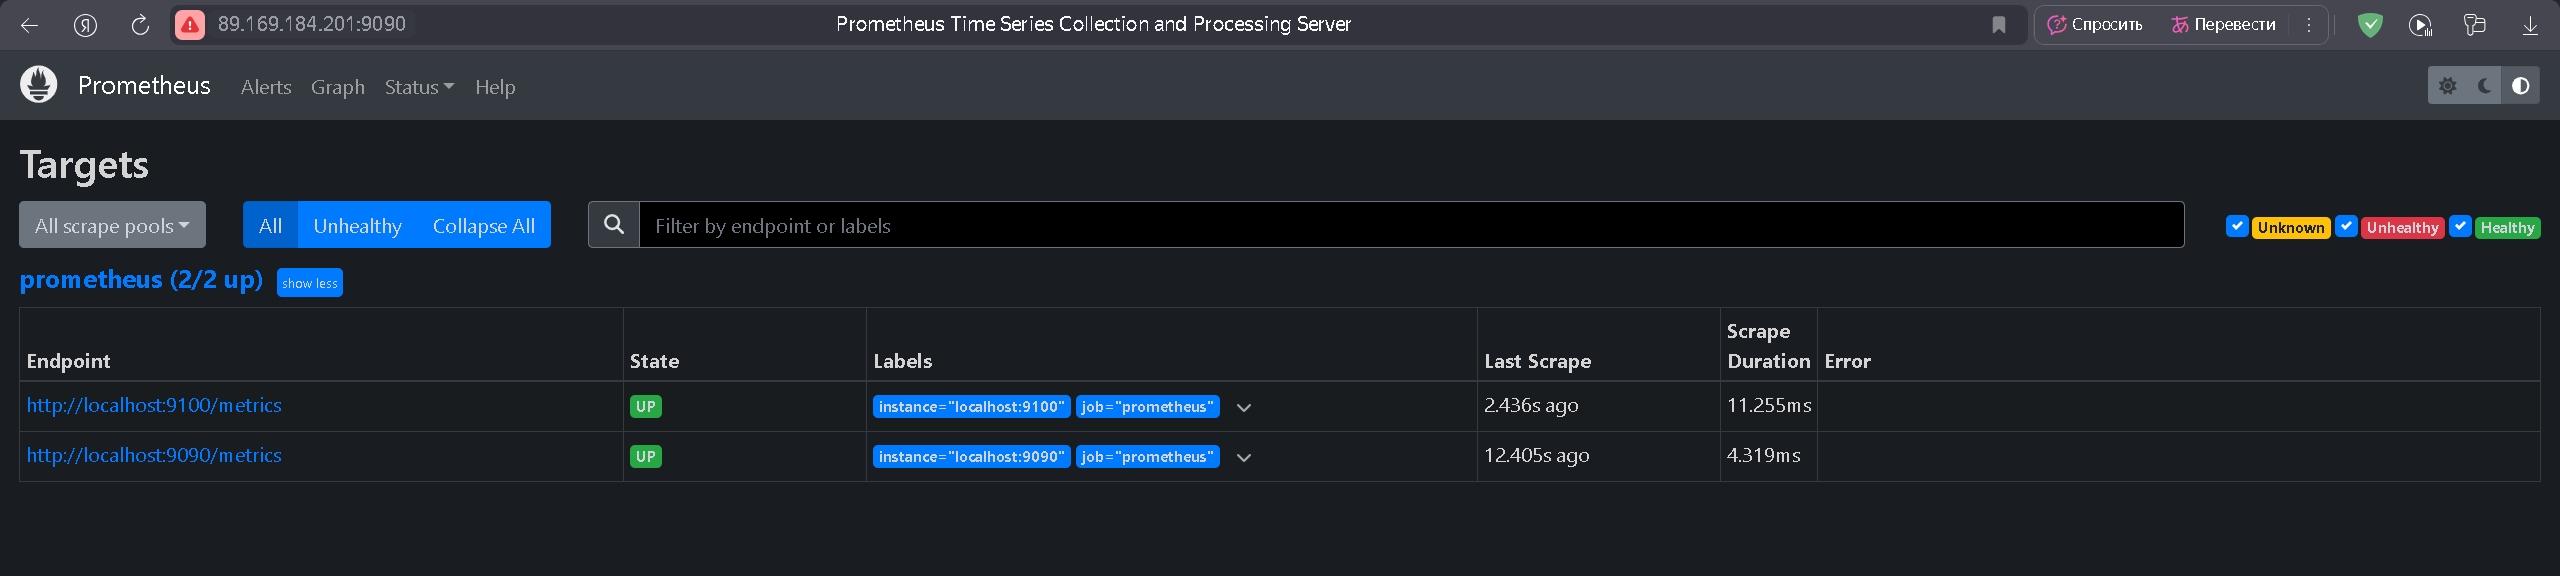 89.169.184.201:9090 Prometheus Time Series Collection and Processing Server Спросить Перевести
Prometheus Alerts Graph Status Help
Targets
All scrape pools All Unhealthy Collapse All Filter by endpoint or labels Unknown Unhealthy Healthy
prometheus (2/2 up) show less
Endpoint State Labels Last Scrape Scrape Duration Error
http://localhost:9100/metrics UP instance="localhost:9100" job="prometheus" 2.436s ago 11.255ms
http://localhost:9090/metrics UP instance="localhost:9090" job="prometheus" 12.405s ago 4.319ms